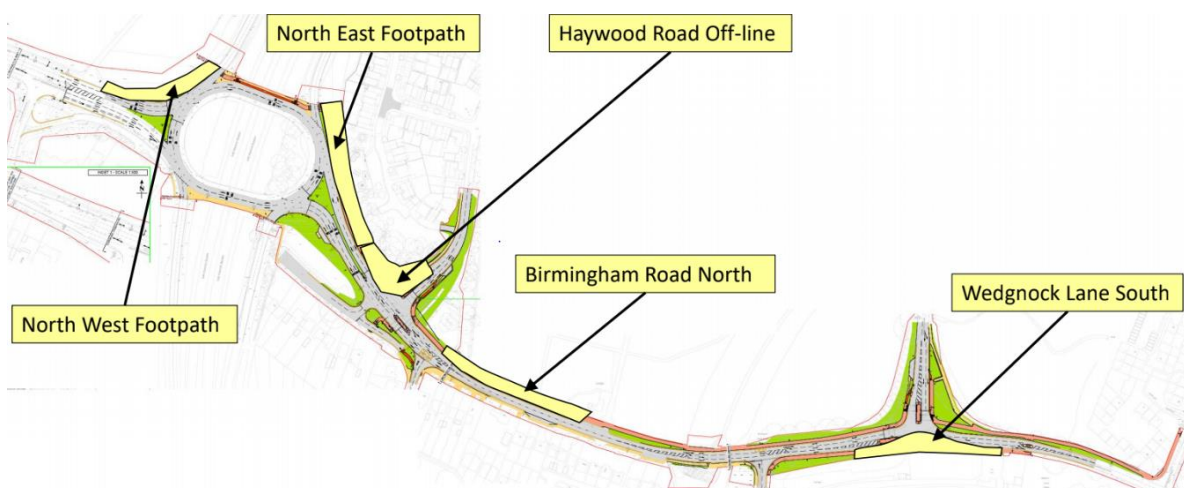 North East Footpath
Haywood Road Off-line
Birmingham Road North
Wedgnock Lane South
North West Footpath